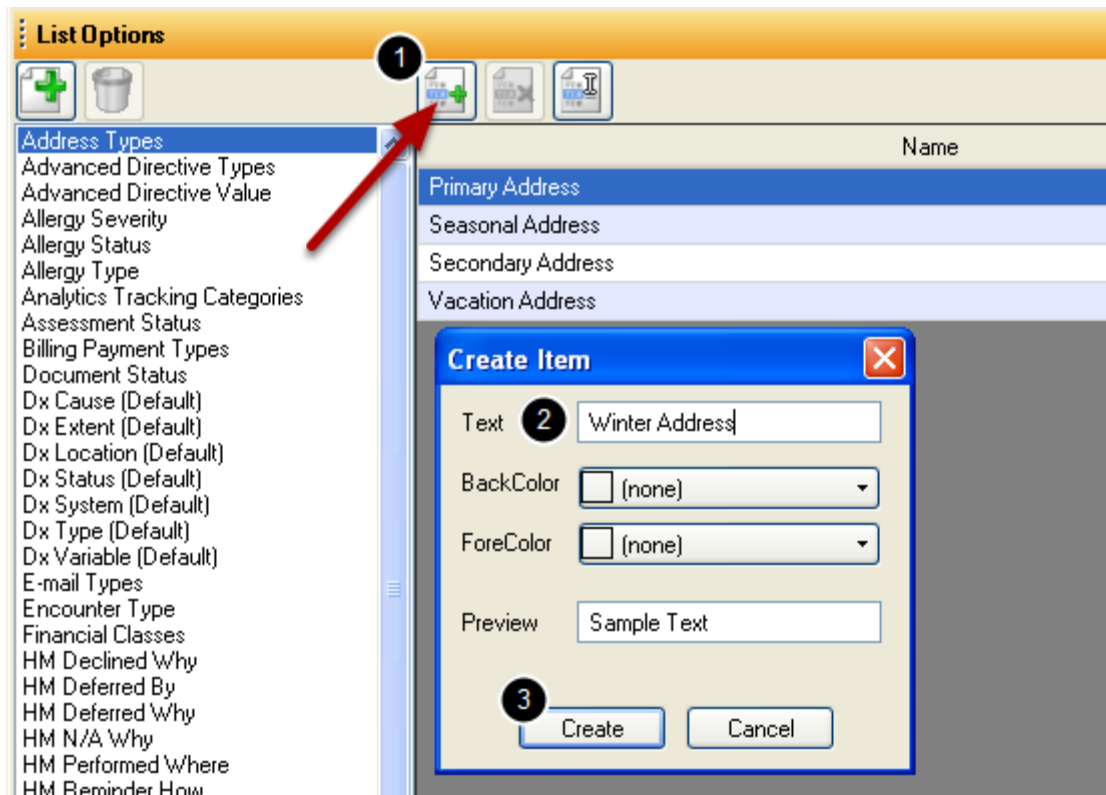 List Options
1
Address Types
Advanced Directive Types
Advanced Directive Value
Allergy Severity
Allergy Status
Allergy Type
Analytics Tracking Categories
Assessment Status
Billing Payment Types
Document Status
Dx Cause (Default)
Dx Extent (Default)
Dx Location (Default)
Dx Status (Default)
Dx System (Default)
Dx Type (Default)
Dx Variable (Default)
E-mail Types
Encounter Type
Financial Classes
HM Declined Why
HM Deferred By
HM Deferred Why
HM N/A Why
HM Performed Where
HM Reminder How
Name
Primary Address
Seasonal Address
Secondary Address
Vacation Address
Create Item
Text 2 Winter Address
BackColor (none)
ForeColor (none)
Preview Sample Text
3
Create Cancel